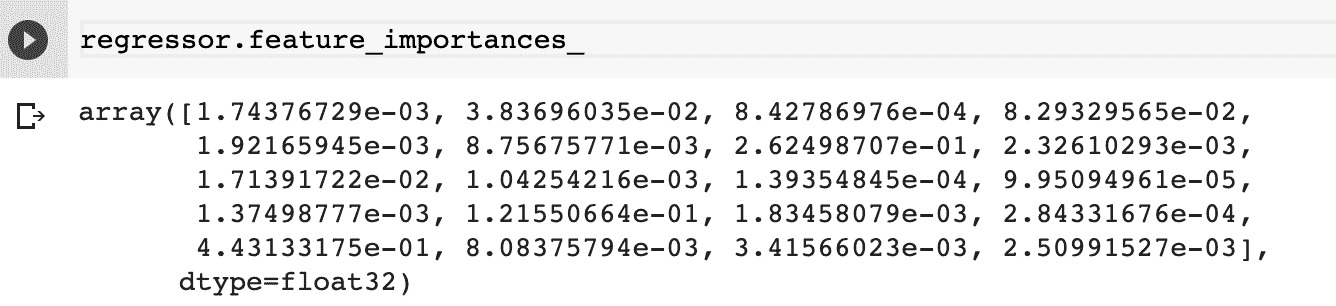 regressor.feature_importances_
array([1.74376729e-03, 3.83696035e-02, 8.42786976e-04, 8.29329565e-02,
1.92165945e-03, 8.75675771e-03, 2.62498707e-01, 2.32610293e-03,
1.71391722e-02, 1.04254216e-03, 1.39354845e-04, 9.95094961e-05,
1.37498777e-03, 1.21550664e-01, 1.83458079e-03, 2.84331676e-04,
4.43133175e-01, 8.08375794e-03, 3.41566023e-03, 2.50991527e-03],
dtype=float32)